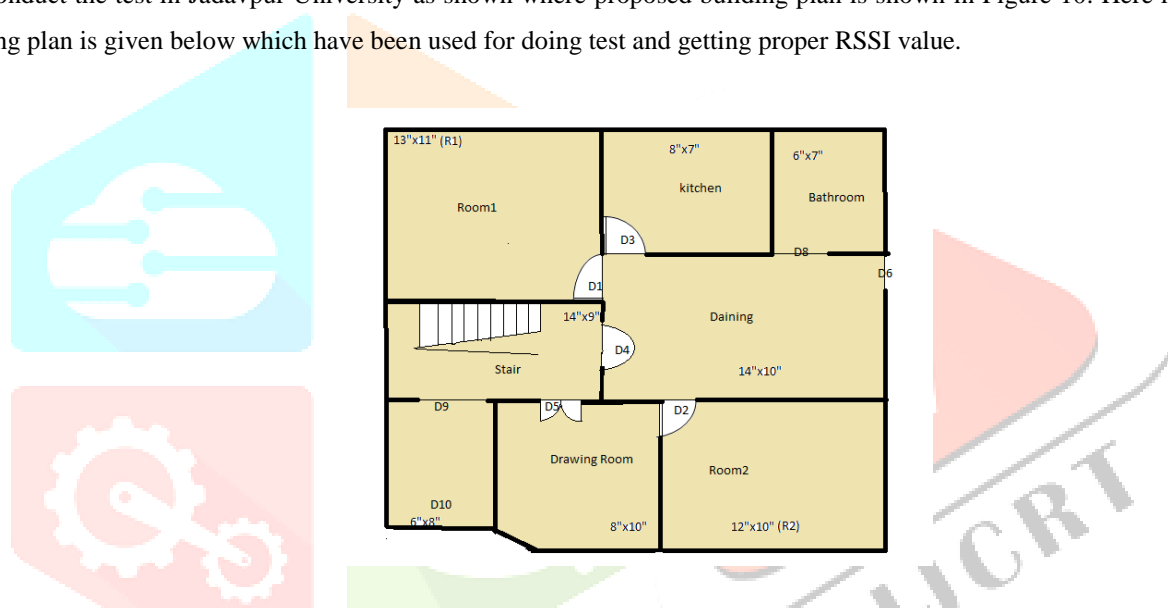 onduct the test in Jadavpur University as shown where proposed building plan is shown in Figure 10. Here
ng plan is given below which have been used for doing test and getting proper RSSI value.
13"x11" (R1)
8"x7"
6"x7"
kitchen
Bathroom
Room1
D3
D8
D6
D1
14"x9"
Daining
D4
Stair
14"x10"
D9
D5
D2
Drawing Room
Room2
D10
6"x8"
8"x10"
12"x10" (R2)
IJCRT